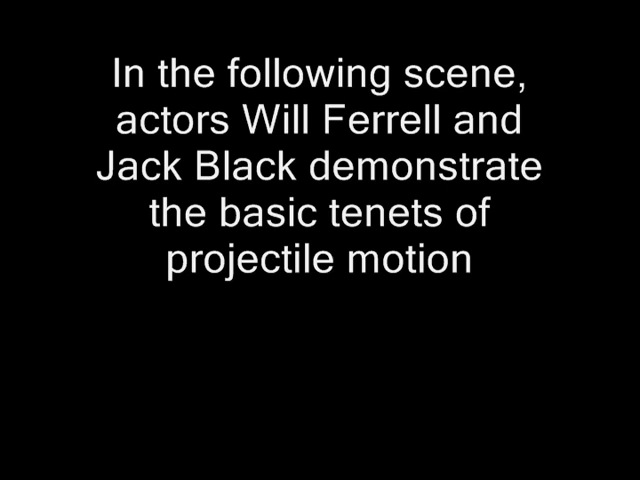 In the following scene,
actors Will Ferrell and
Jack Black demonstrate
the basic tenets of
projectile motion